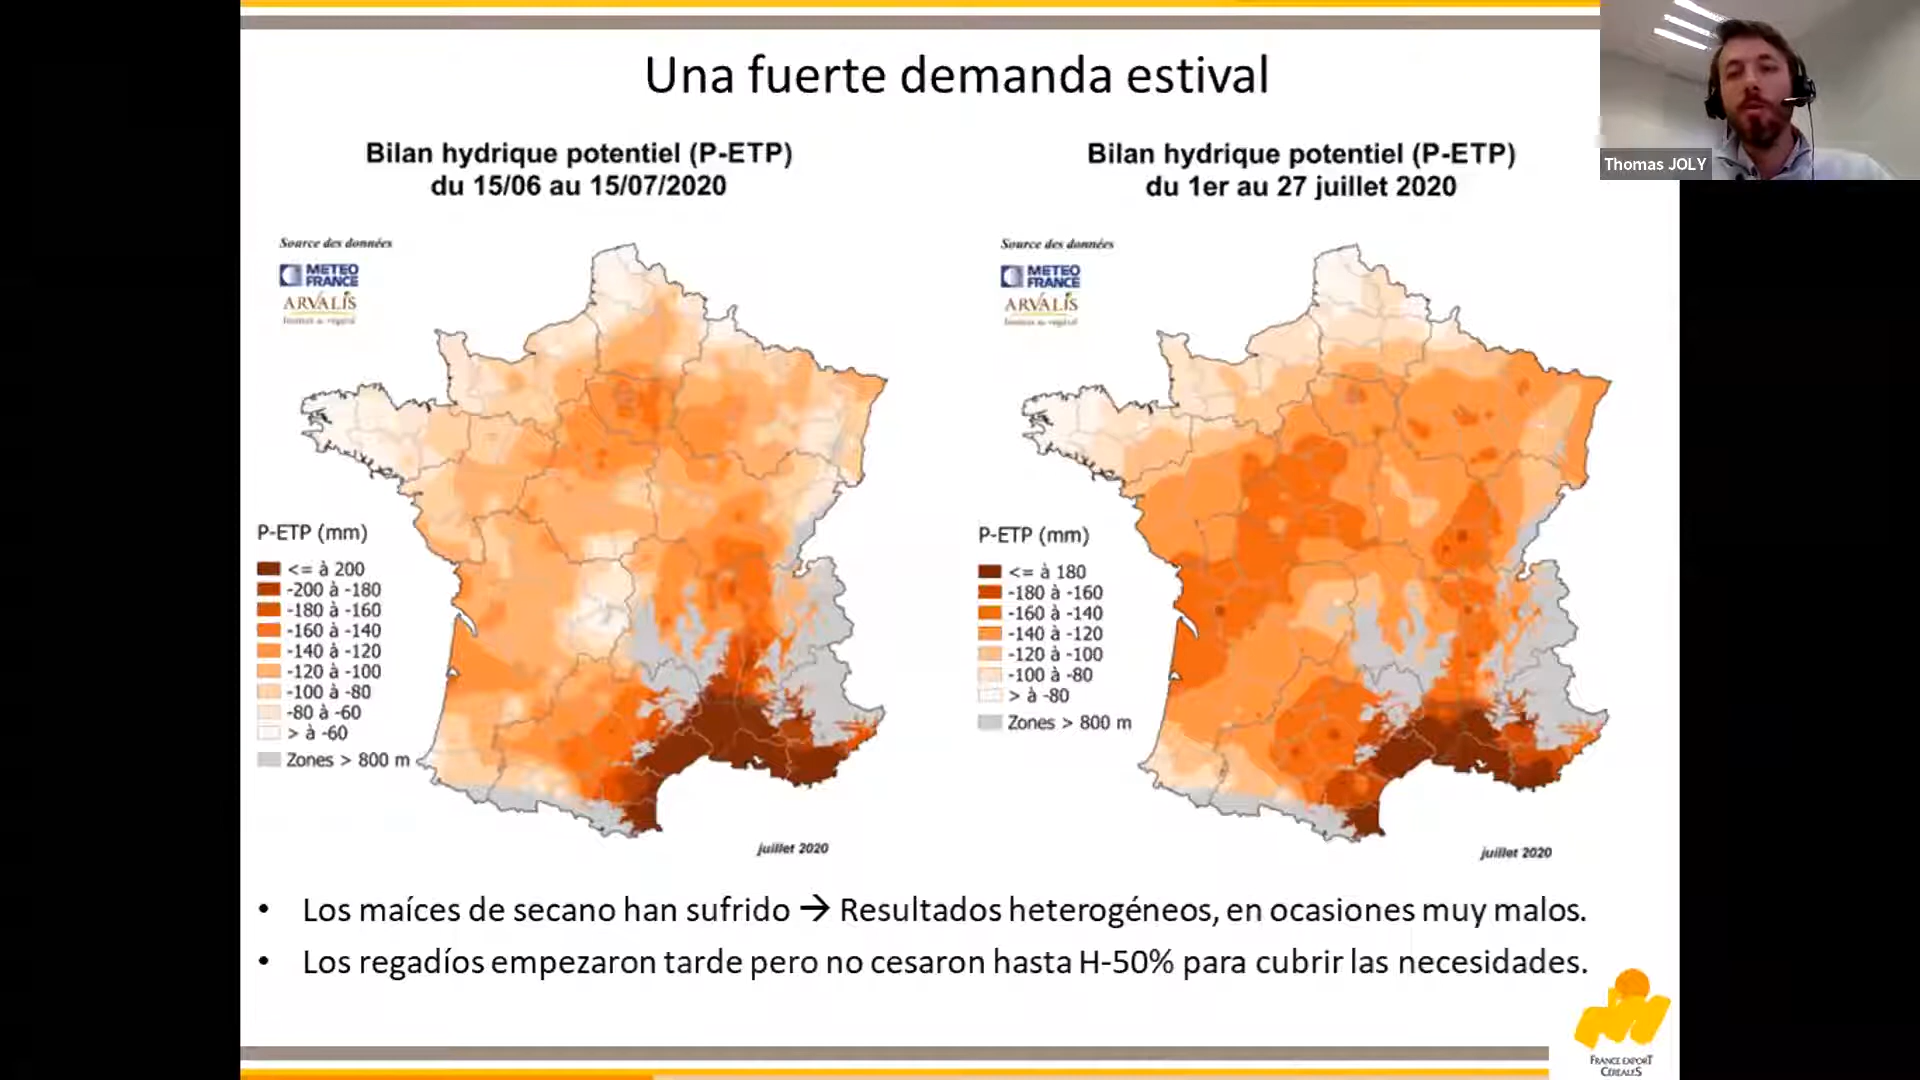 Una fuerte demanda estival
Thomas JOLY
Bilan hydrique potentiel (P-ETP)
du 15/06 au 15/07/2020
Source des données
METEO
FRANCE
ARVALIS
P-ETP (mm)
<= à 200
-200 à -180
-180 à -160
-160 à -140
-140 à -120
-120 à -100
-100 à -80
-80 à -60
> à -60
Zones > 800 m
juillet 2020
Bilan hydrique potentiel (P-ETP)
du 1er au 27 juillet 2020
Source des données
METEO
FRANCE
ARVALIS
P-ETP (mm)
<= à 180
-180 à -160
-160 à -140
-140 à -120
-120 à -100
-100 à -80
> à -80
Zones > 800 m
juillet 2020
• Los maíces de secano han sufrido → Resultados heterogéneos, en ocasiones muy malos.
• Los regadíos empezaron tarde pero no cesaron hasta H-50% para cubrir las necesidades.
FRANCE EXPORT
CÉRÉALES